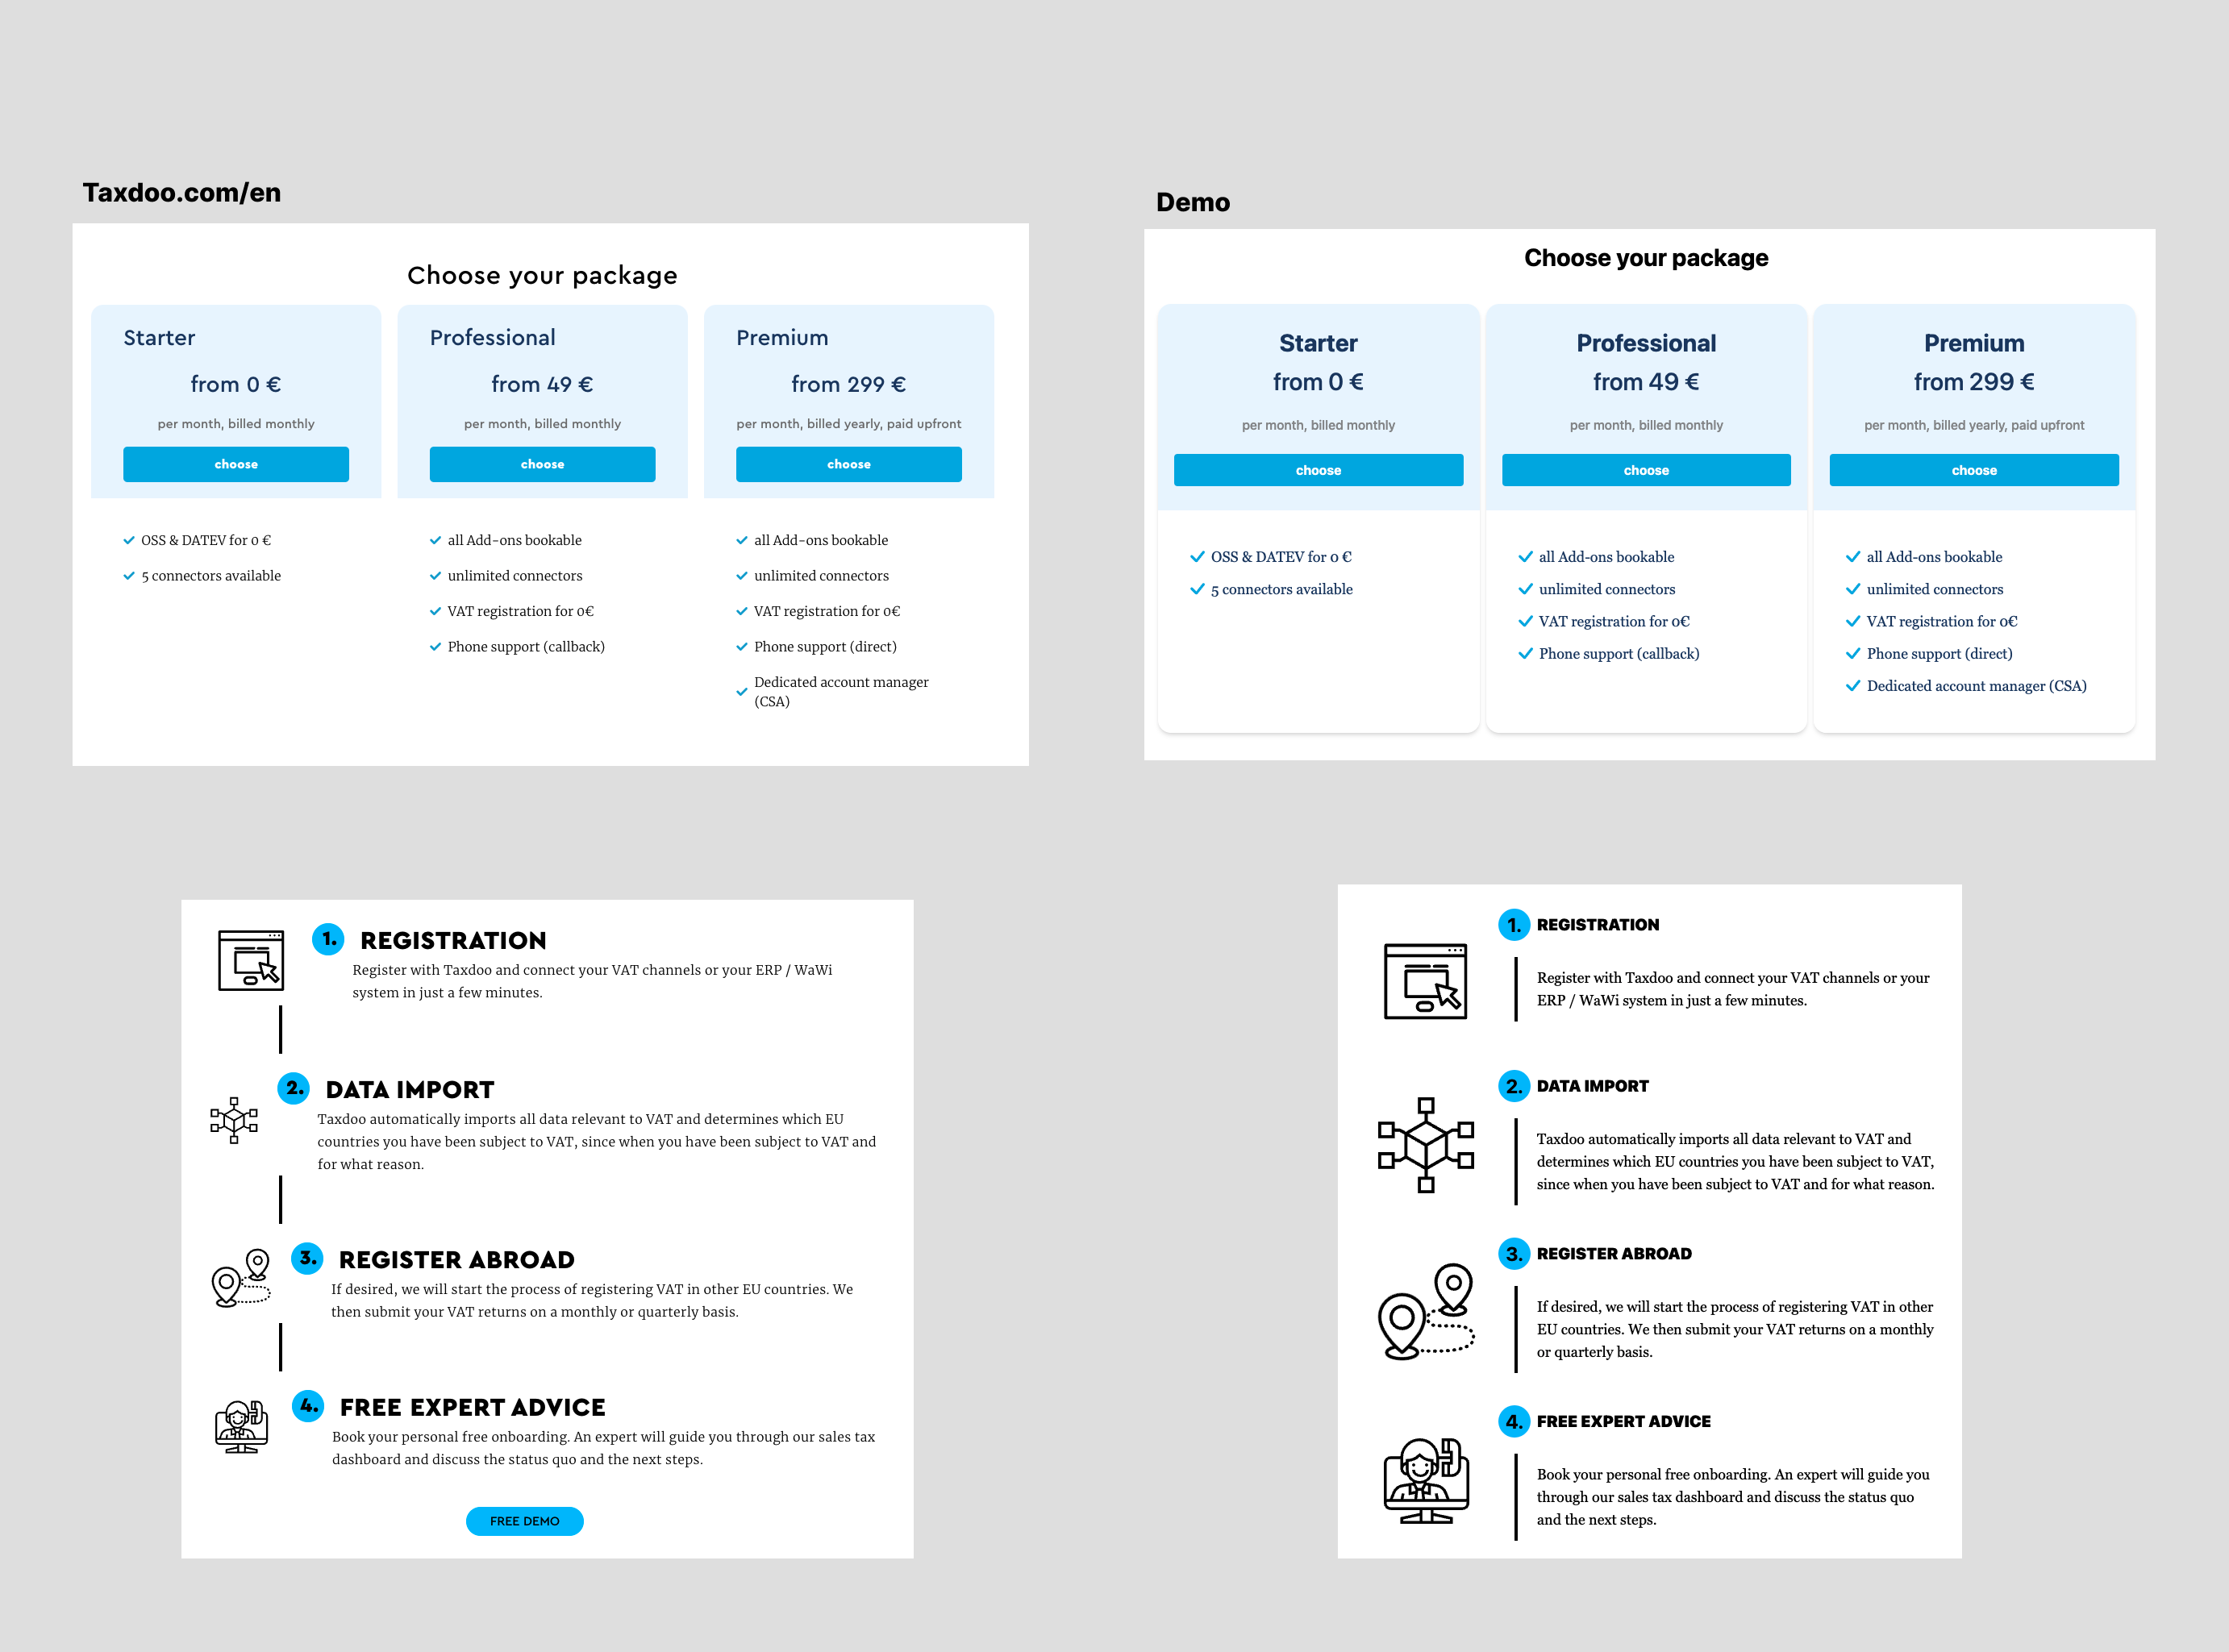 Taxdoo.com/en
Choose your package
Starter
from 0 €
per month, billed monthly
choose
OSS & DATEV for 0 €
5 connectors available
Professional
from 49 €
per month, billed monthly
choose
all Add-ons bookable
unlimited connectors
VAT registration for 0€
Phone support (callback)
Premium
from 299 €
per month, billed yearly, paid upfront
choose
all Add-ons bookable
unlimited connectors
VAT registration for 0€
Phone support (direct)
Dedicated account manager
(CSA)
Demo
Choose your package
Starter
from 0 €
per month, billed monthly
choose
OSS & DATEV for 0 €
5 connectors available
Professional
from 49 €
per month, billed monthly
choose
all Add-ons bookable
unlimited connectors
VAT registration for 0€
Phone support (callback)
Premium
from 299 €
per month, billed yearly, paid upfront
choose
all Add-ons bookable
unlimited connectors
VAT registration for 0€
Phone support (direct)
Dedicated account manager (CSA)
1. REGISTRATION
Register with Taxdoo and connect your VAT channels or your ERP / WaWi
system in just a few minutes.
2. DATA IMPORT
Taxdoo automatically imports all data relevant to VAT and determines which EU
countries you have been subject to VAT, since when you have been subject to VAT and
for what reason.
3. REGISTER ABROAD
If desired, we will start the process of registering VAT in other EU countries. We
then submit your VAT returns on a monthly or quarterly basis.
4. FREE EXPERT ADVICE
Book your personal free onboarding. An expert will guide you through our sales tax
dashboard and discuss the status quo and the next steps.
FREE DEMO
1. REGISTRATION
Register with Taxdoo and connect your VAT channels or your
ERP / WaWi system in just a few minutes.
2. DATA IMPORT
Taxdoo automatically imports all data relevant to VAT and
determines which EU countries you have been subject to VAT,
since when you have been subject to VAT and for what reason.
3. REGISTER ABROAD
If desired, we will start the process of registering VAT in other
EU countries. We then submit your VAT returns on a monthly
or quarterly basis.
4. FREE EXPERT ADVICE
Book your personal free onboarding. An expert will guide you
through our sales tax dashboard and discuss the status quo
and the next steps.